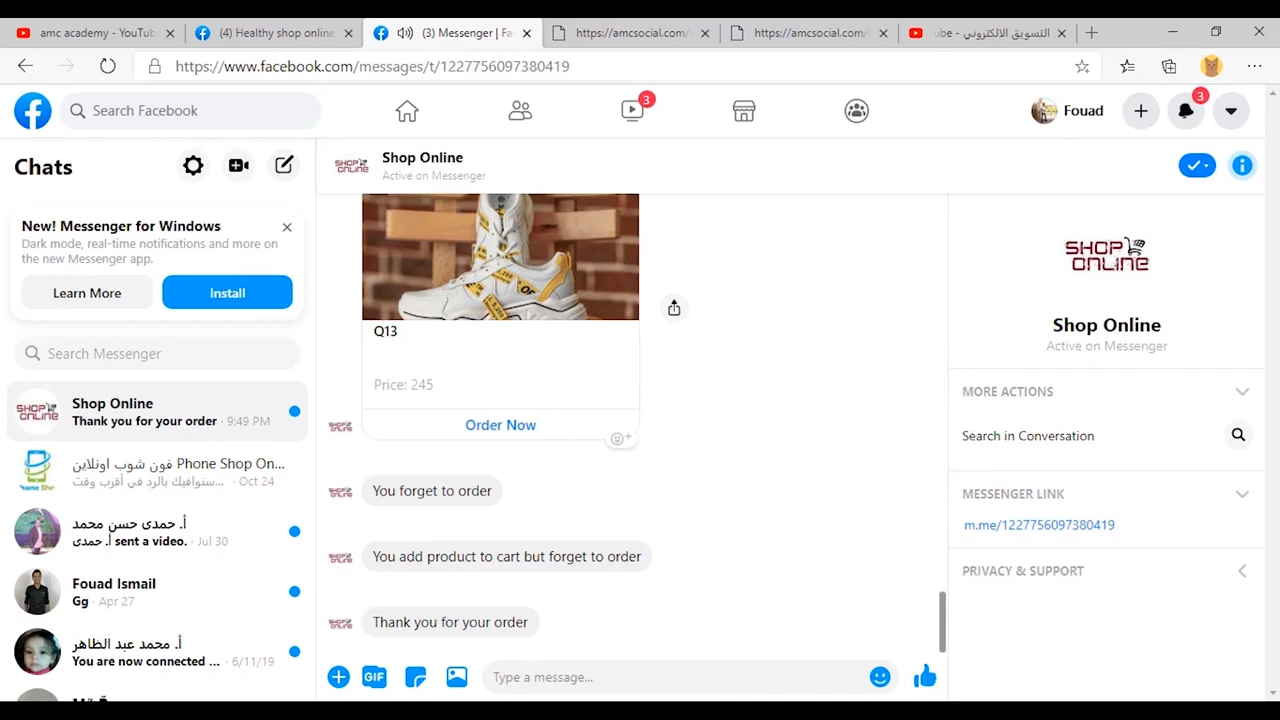 amc academy - YouTub
(4) Healthy shop online
(3) Messenger | Fa
https://amcsocial.com/
https://amcsocial.com/
التسويق الالكتروني - ube
https://www.facebook.com/messages/t/1227756097380419
Search Facebook
3
Fouad
3
Chats
Shop Online
Active on Messenger
New! Messenger for Windows
Dark mode, real-time notifications and more on
the new Messenger app.
Learn More
Install
Search Messenger
Shop Online
Thank you for your order · 9:49 PM
فون شوب اونلاين Phone Shop On...
سنوافيك بالرد في أقرب وقت... · Oct 24
أ. حمدى حسن محمد
أ. حمدى sent a video. · Jul 30
Fouad Ismail
Gg · Apr 27
أ. محمد عبد الظاهر
You are now connected ... · 6/11/19
Q13
Price: 245
Order Now
You forget to order
You add product to cart but forget to order
Thank you for your order
GIF
Type a message...
SHOP
ONLINE
Shop Online
Active on Messenger
MORE ACTIONS
Search in Conversation
MESSENGER LINK
m.me/1227756097380419
PRIVACY & SUPPORT